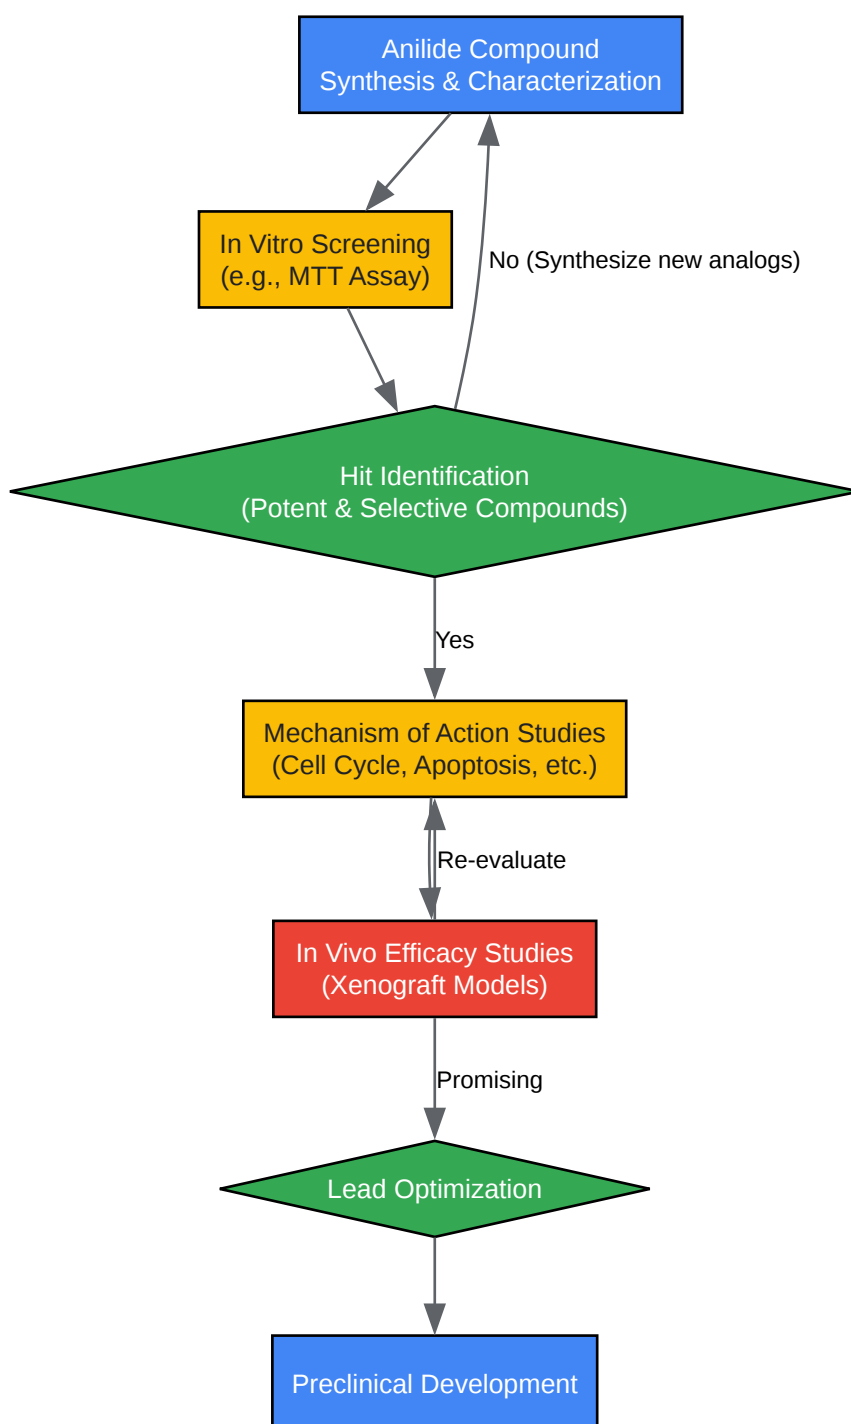 Anilide Compound
Synthesis & Characterization
In Vitro Screening
(e.g., MTT Assay)
No (Synthesize new analogs)
Hit Identification
(Potent & Selective Compounds)
Yes
Mechanism of Action Studies
(Cell Cycle, Apoptosis, etc.)
Re-evaluate
In Vivo Efficacy Studies
(Xenograft Models)
Promising
Lead Optimization
Preclinical Development